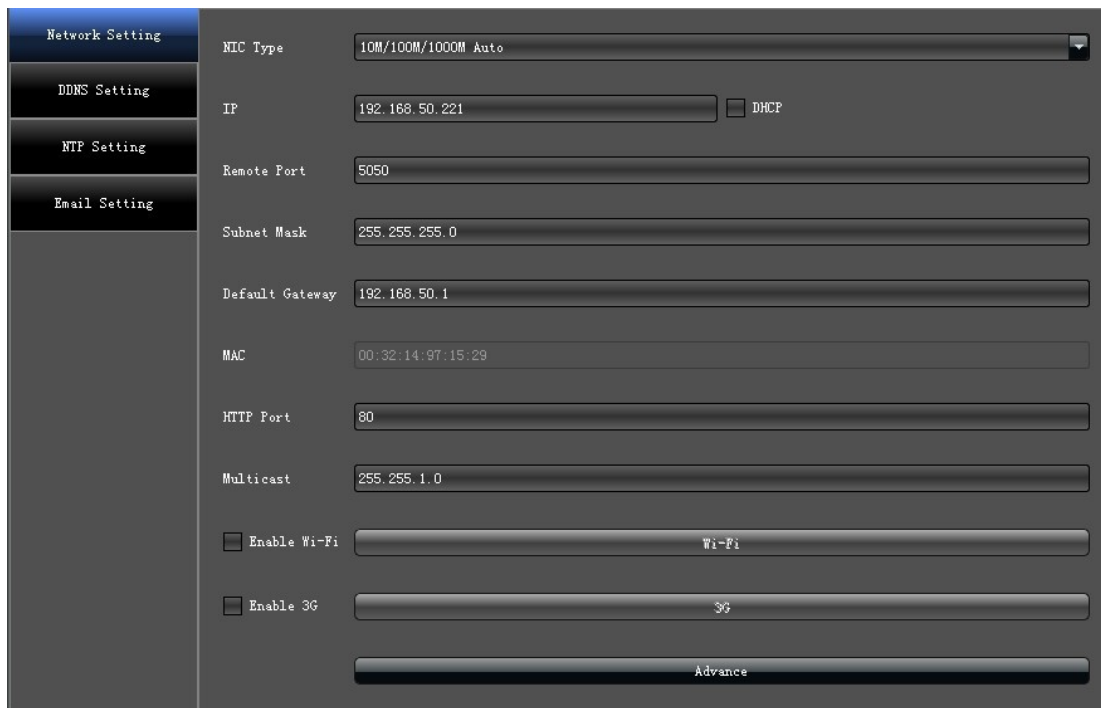 Network Setting
DDNS Setting
NTP Setting
Email Setting
NIC Type 10M/100M/1000M Auto
IP 192.168.50.221 DHCP
Remote Port 5050
Subnet Mask 255.255.255.0
Default Gateway 192.168.50.1
MAC 00:32:14:97:15:29
HTTP Port 80
Multicast 255.255.1.0
Enable Wi-Fi Wi-Fi
Enable 3G 3G
Advance